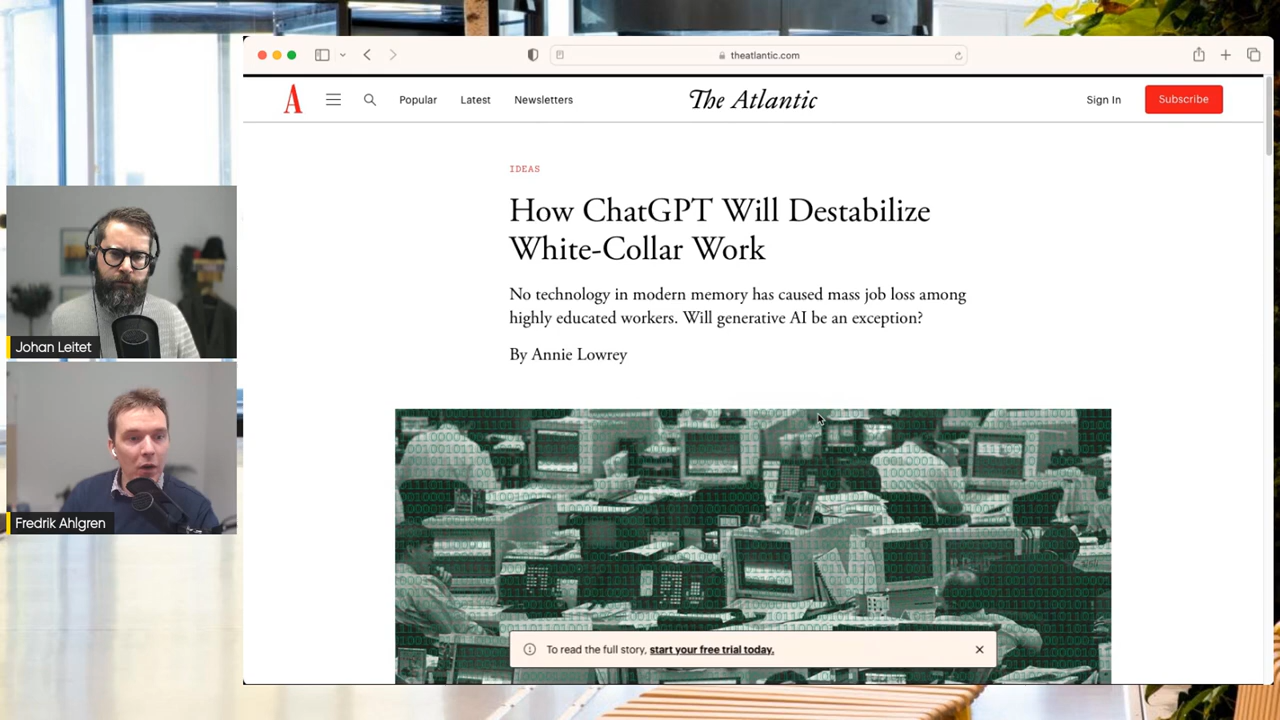 theatlantic.com
Popular
Latest
Newsletters
The Atlantic
Sign In
Subscribe
IDEAS
How ChatGPT Will Destabilize
White-Collar Work
No technology in modern memory has caused mass job loss among
highly educated workers. Will generative AI be an exception?
By Annie Lowrey
To read the full story, start your free trial today.
Johan Leitet
Fredrik Ahlgren